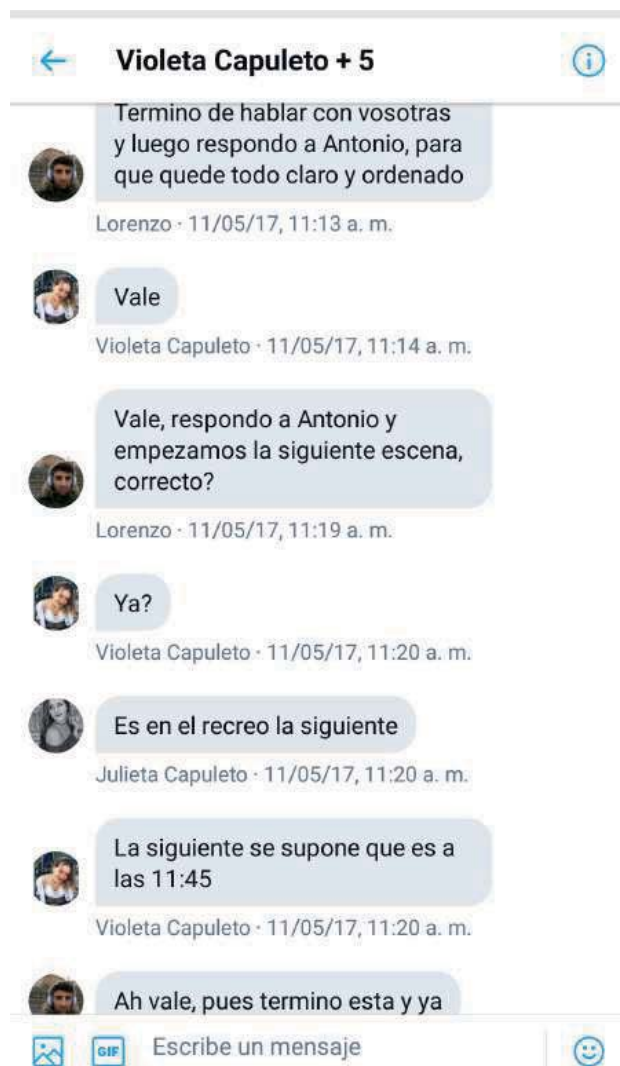 Violeta Capuleto + 5
Termino de hablar con vosotras
y luego respondo a Antonio, para
que quede todo claro y ordenado
Lorenzo · 11/05/17, 11:13 a. m.
Vale
Violeta Capuleto · 11/05/17, 11:14 a. m.
Vale, respondo a Antonio y
empezamos la siguiente escena,
correcto?
Lorenzo · 11/05/17, 11:19 a. m.
Ya?
Violeta Capuleto · 11/05/17, 11:20 a. m.
Es en el recreo la siguiente
Julieta Capuleto · 11/05/17, 11:20 a. m.
La siguiente se supone que es a
las 11:45
Violeta Capuleto · 11/05/17, 11:20 a. m.
Ah vale, pues termino esta y ya
GIF
Escribe un mensaje